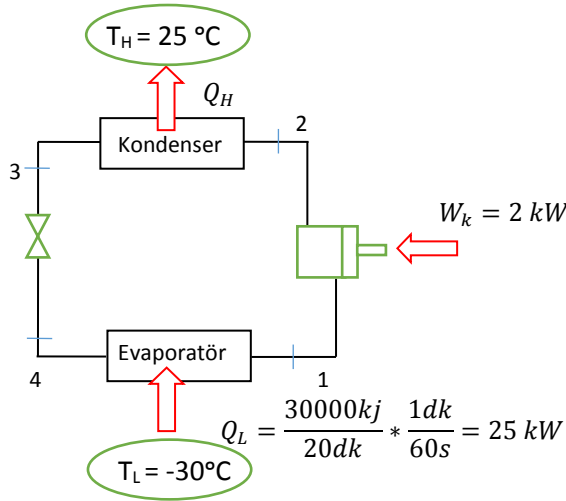 T_H = 25 °C
Q_H
Kondenser
2
3
W_k = 2 kW
Evaporatör
4
1
Q_L = 30000kj/20dk * 1dk/60s = 25 kW
T_L = -30°C